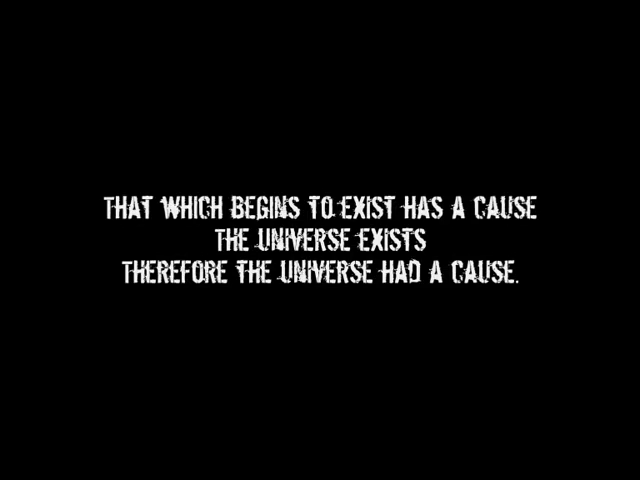 THAT WHICH BEGINS TO EXIST HAS A CAUSE
THE UNIVERSE EXISTS
THEREFORE THE UNIVERSE HAD A CAUSE.